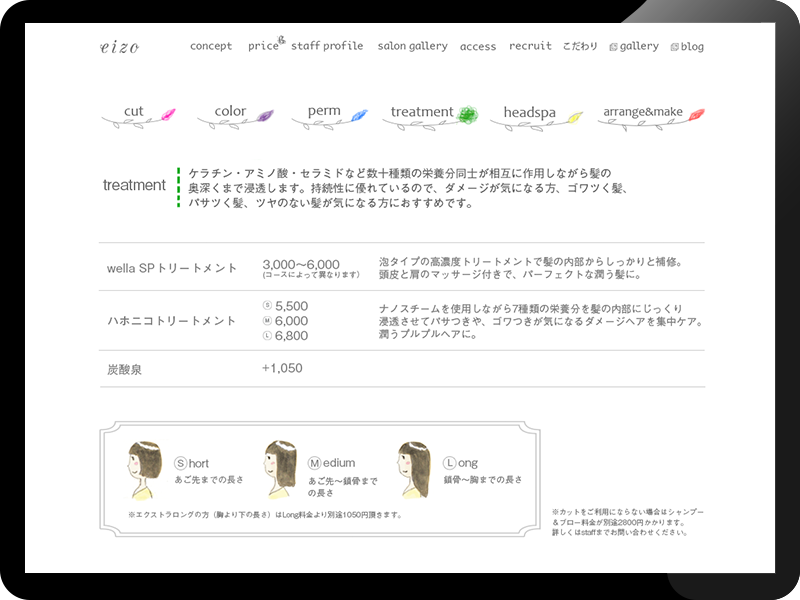 eizo
concept price staff profile salon gallery access recruit こだわり gallery blog
cut color perm treatment headspa arrange&make
treatment
ケラチン・アミノ酸・セラミドなど数十種類の栄養分同士が相互に作用しながら髪の
奥深くまで浸透します。持続性に優れているので、ダメージが気になる方、ゴワツく髪、
パサツく髪、ツヤのない髪が気になる方におすすめです。
wella SPトリートメント
3,000～6,000
(コースによって異なります)
泡タイプの高濃度トリートメントで髪の内部からしっかりと補修。
頭皮と肩のマッサージ付きで、パーフェクトな潤う髪に。
ハホニコトリートメント
Ⓢ 5,500
Ⓜ 6,000
Ⓛ 6,800
ナノスチームを使用しながら7種類の栄養分を髪の内部にじっくり
浸透させてパサつきや、ゴワつきが気になるダメージヘアを集中ケア。
潤うプルプルヘアに。
炭酸泉
+1,050
Ⓢhort
あご先までの長さ
Ⓜedium
あご先～鎖骨まで
の長さ
Ⓛong
鎖骨～胸までの長さ
※エクストラロングの方（胸より下の長さ）はLong料金より別途1050円頂きます。
※カットをご利用にならない場合はシャンプー
＆ブロー料金が別途2800円かかります。
詳しくはstaffまでお問い合わせください。